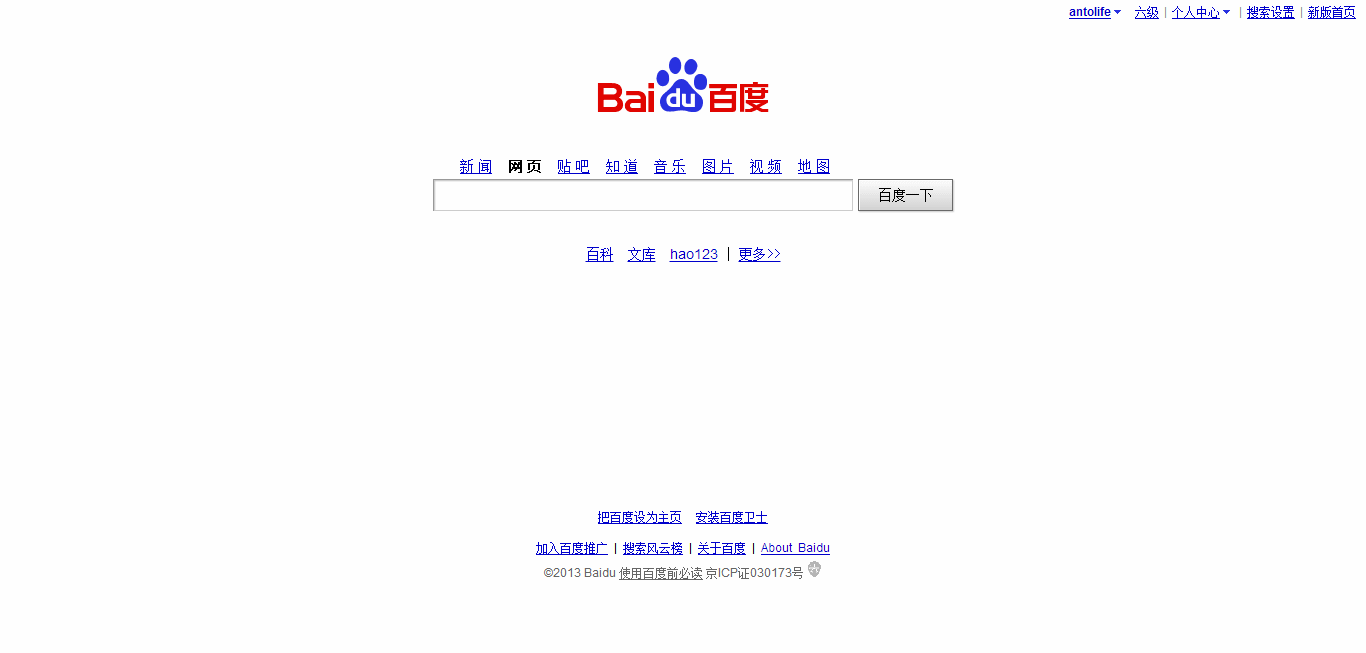 antolife 六级 | 个人中心 | 搜索设置 | 新版首页
Bai du 百度
新 闻 网 页 贴 吧 知 道 音 乐 图 片 视 频 地 图
百度一下
百科 文库 hao123 | 更多>>
把百度设为主页 安装百度卫士
加入百度推广 | 搜索风云榜 | 关于百度 | About Baidu
©2013 Baidu 使用百度前必读 京ICP证030173号